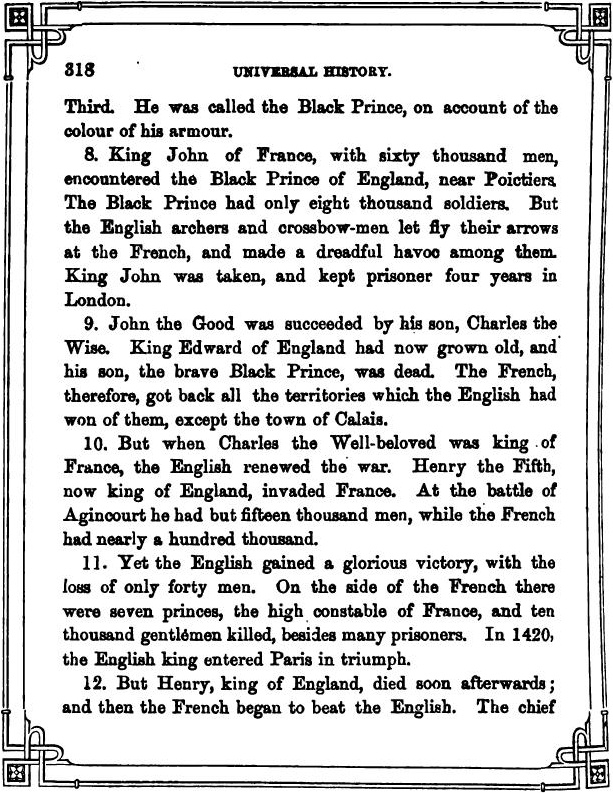 318 UNIVERSAL HISTORY.
Third. He was called the Black Prince, on account of the
colour of his armour.
8. King John of France, with sixty thousand men,
encountered the Black Prince of England, near Poictiers.
The Black Prince had only eight thousand soldiers. But
the English archers and crossbow-men let fly their arrows
at the French, and made a dreadful havoc among them.
King John was taken, and kept prisoner four years in
London.
9. John the Good was succeeded by his son, Charles the
Wise. King Edward of England had now grown old, and
his son, the brave Black Prince, was dead. The French,
therefore, got back all the territories which the English had
won of them, except the town of Calais.
10. But when Charles the Well-beloved was king of
France, the English renewed the war. Henry the Fifth,
now king of England, invaded France. At the battle of
Agincourt he had but fifteen thousand men, while the French
had nearly a hundred thousand.
11. Yet the English gained a glorious victory, with the
loss of only forty men. On the side of the French there
were seven princes, the high constable of France, and ten
thousand gentlemen killed, besides many prisoners. In 1420,
the English king entered Paris in triumph.
12. But Henry, king of England, died soon afterwards;
and then the French began to beat the English. The chief